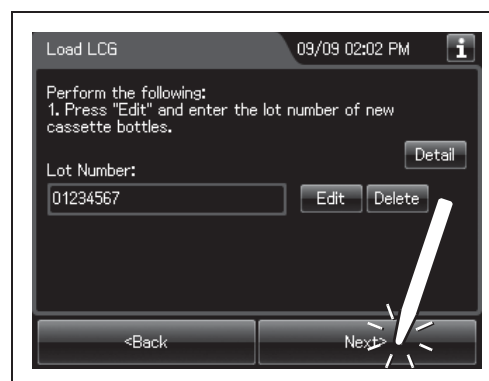 Load LCG
09/09 02:02 PM
i
Perform the following:
1. Press "Edit" and enter the lot number of new
cassette bottles.
Detail
Lot Number:
01234567
Edit
Delete
<Back
Next>